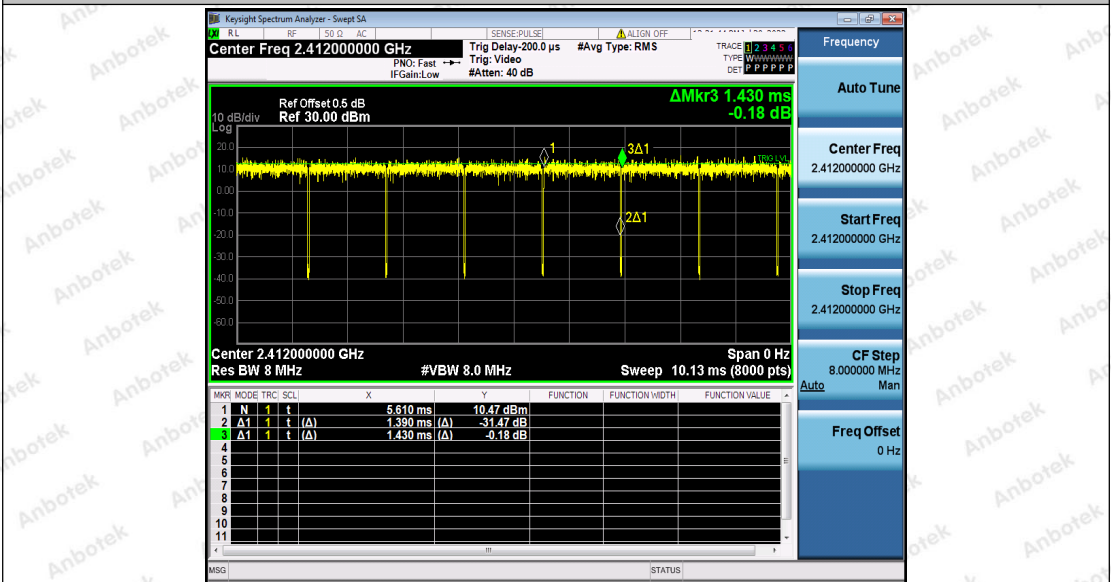 Keysight Spectrum Analyzer - Swept SA
RL RF 50 Ω AC SENSE:PULSE ALIGN OFF
Center Freq 2.412000000 GHz
PNO: Fast
IFGain:Low
Trig Delay-200.0 µs
Trig: Video
#Atten: 40 dB
#Avg Type: RMS
TRACE 1 2 3 4 5 6
TYPE WWWWWW
DET P P P P P P
ΔMkr3 1.430 ms
-0.18 dB
Ref Offset 0.5 dB
10 dB/div Ref 30.00 dBm
Log
20.0
10.0
0.00
-10.0
-20.0
-30.0
-40.0
-50.0
-60.0
1
3Δ1
2Δ1
TRIG LVL
Center 2.412000000 GHz Span 0 Hz
Res BW 8 MHz #VBW 8.0 MHz Sweep 10.13 ms (8000 pts)
MKR MODE TRC SCL X Y FUNCTION FUNCTION WIDTH FUNCTION VALUE
1 N 1 t 5.610 ms 10.47 dBm
2 Δ1 1 t (Δ) 1.390 ms (Δ) -31.47 dB
3 Δ1 1 t (Δ) 1.430 ms (Δ) -0.18 dB
4
5
6
7
8
9
10
11
MSG STATUS
Frequency
Auto Tune
Center Freq
2.412000000 GHz
Start Freq
2.412000000 GHz
Stop Freq
2.412000000 GHz
CF Step
8.000000 MHz
Auto Man
Freq Offset
0 Hz
Anbotek